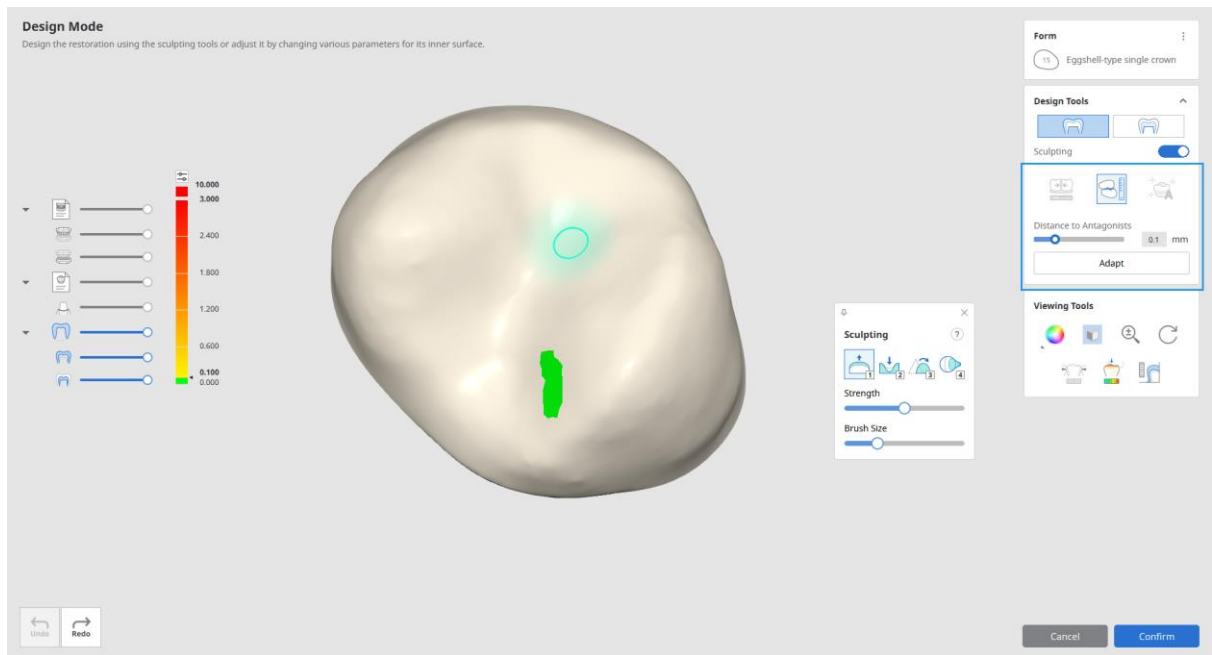 Design Mode
Design the restoration using the sculpting tools or adjust it by changing various parameters for its inner surface.
10.000
3.000
2.400
1.800
1.200
0.600
0.100
0.000
Form
15
Eggshell-type single crown
Design Tools
Sculpting
A
Distance to Antagonists
0.1 mm
Adapt
Viewing Tools
Sculpting
?
1 2 3 4
Strength
Brush Size
Undo Redo
Cancel Confirm